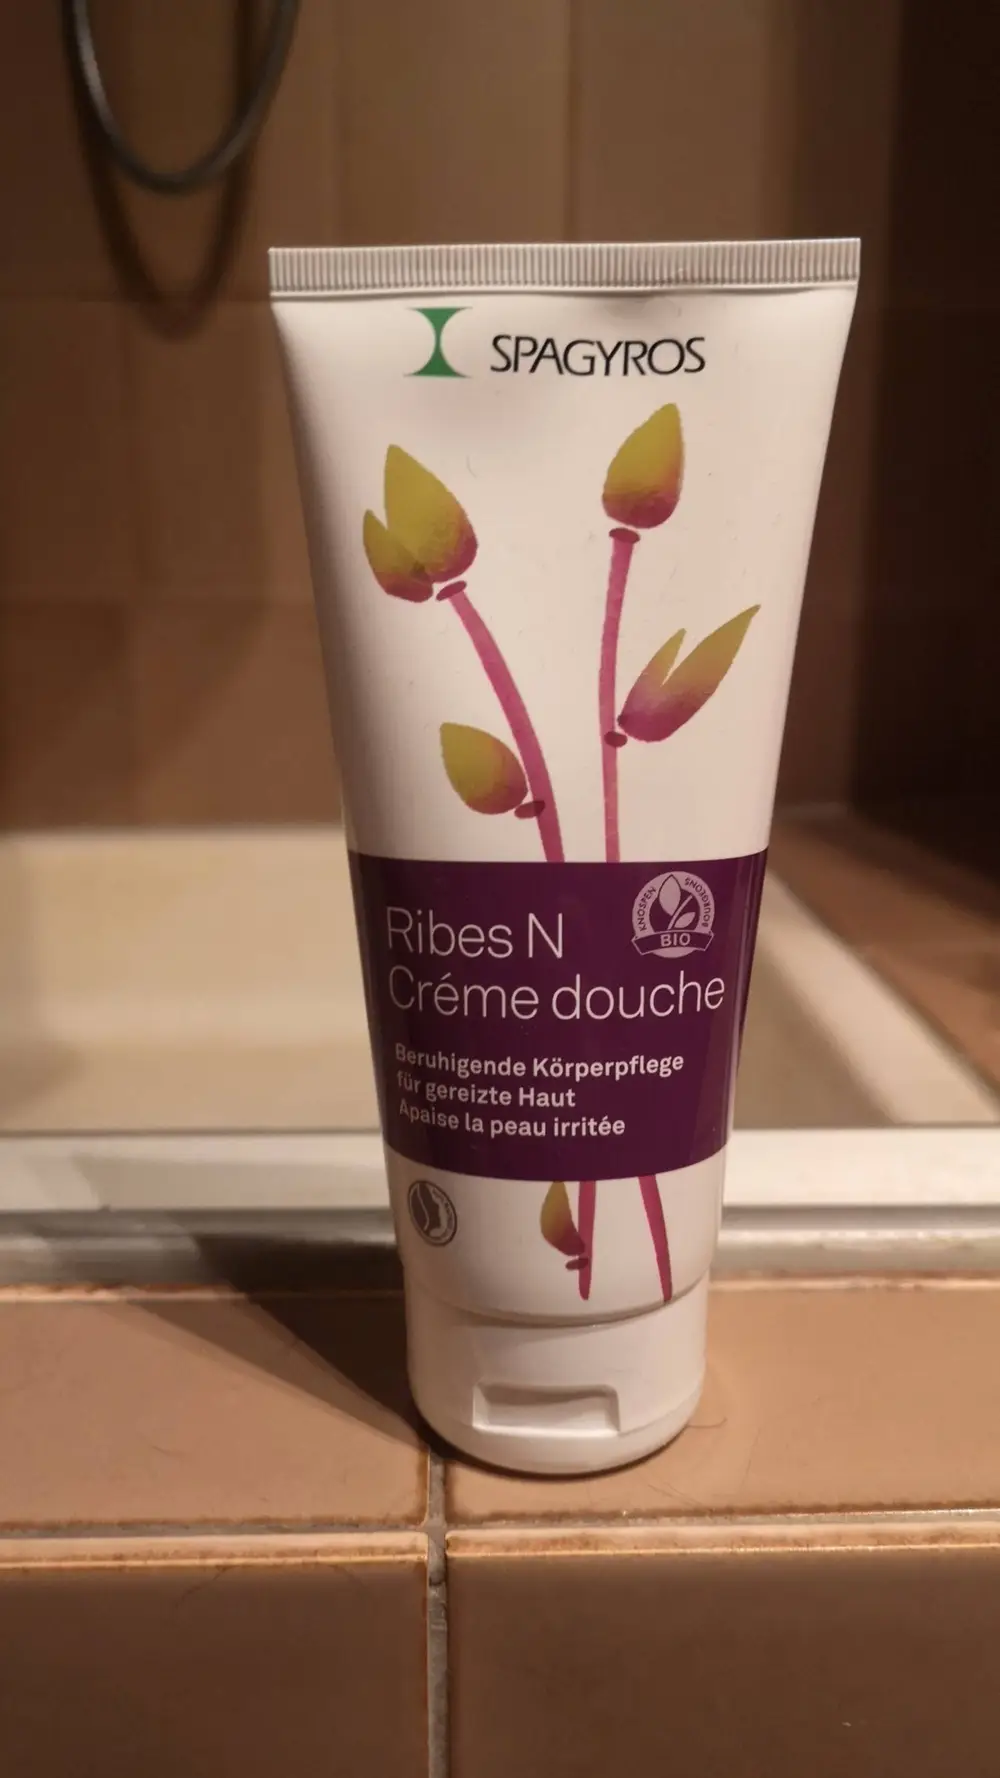 SPAGYROS
KNOSPEN BOURGEONS
BIO
Ribes N
Créme douche
Beruhigende Körperpflege
für gereizte Haut
Apaise la peau irritée